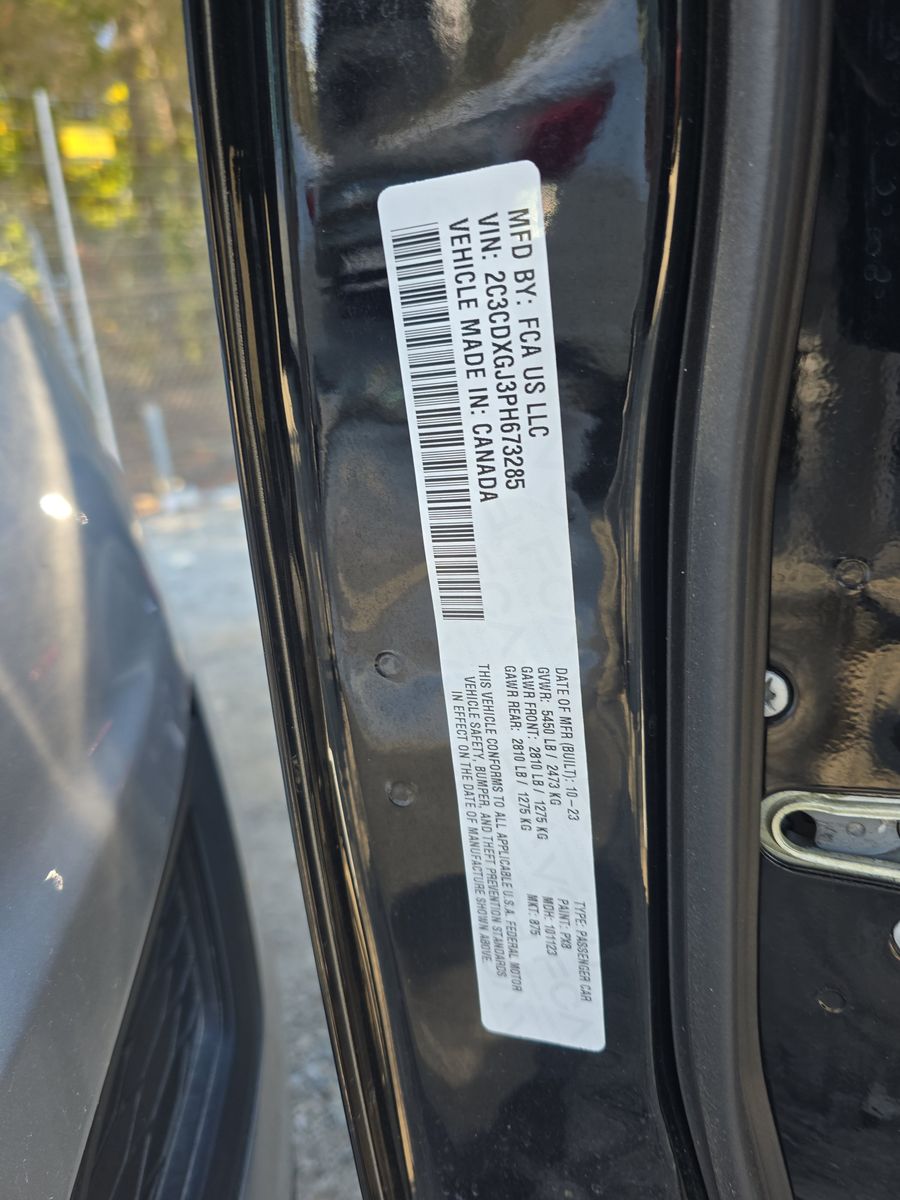 MFD BY: FCA US LLC
VIN: 2C3CDXGJ3PH673285
VEHICLE MADE IN: CANADA
DATE OF MFR (BUILT): 10-23
GVWR: 5450 LB / 2473 KG
GAWR FRONT: 2810 LB / 1275 KG
GAWR REAR: 2810 LB / 1275 KG
TYPE: PASSENGER CAR
PAINT: PX8
MDH: 101123
MKT: 875
THIS VEHICLE CONFORMS TO ALL APPLICABLE U.S.A. FEDERAL MOTOR
VEHICLE SAFETY, BUMPER, AND THEFT PREVENTION STANDARDS
IN EFFECT ON THE DATE OF MANUFACTURE SHOWN ABOVE.